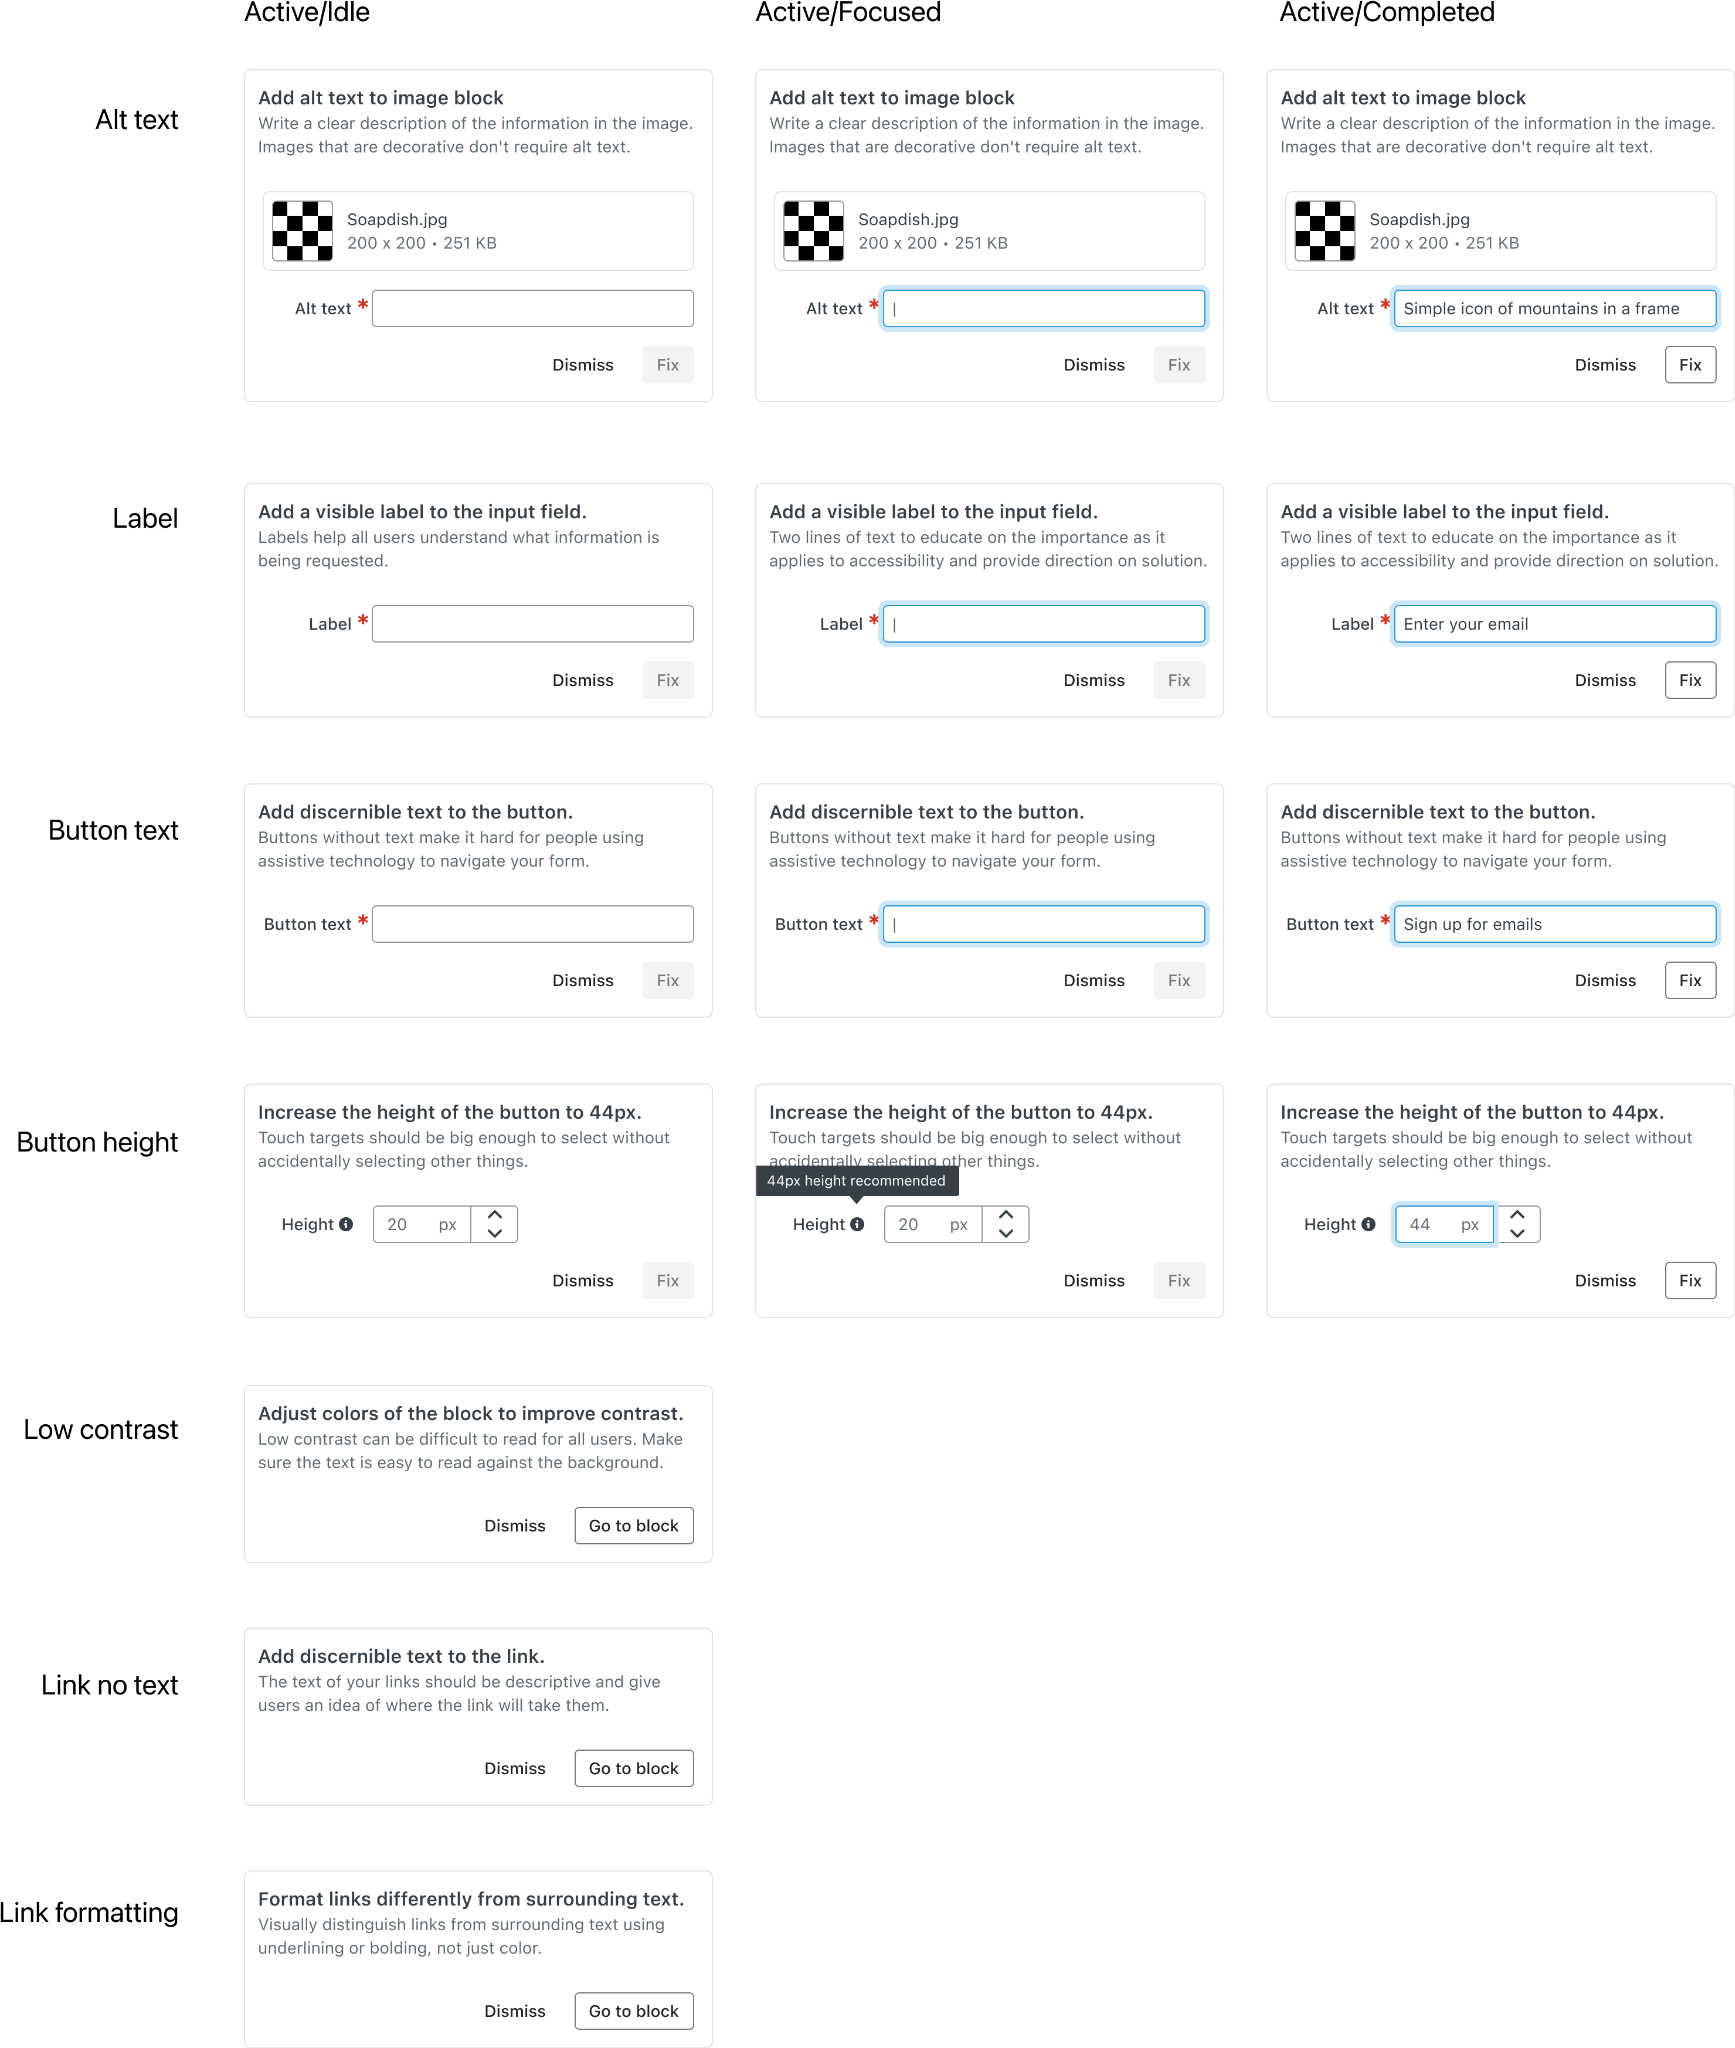 Active/Idle
Active/Focused
Active/Completed
Alt text
Add alt text to image block
Write a clear description of the information in the image.
Images that are decorative don't require alt text.
Soapdish.jpg
200 x 200 • 251 KB
Alt text *
Dismiss
Fix
Add alt text to image block
Write a clear description of the information in the image.
Images that are decorative don't require alt text.
Soapdish.jpg
200 x 200 • 251 KB
Alt text *
Dismiss
Fix
Add alt text to image block
Write a clear description of the information in the image.
Images that are decorative don't require alt text.
Soapdish.jpg
200 x 200 • 251 KB
Alt text * Simple icon of mountains in a frame
Dismiss
Fix
Label
Add a visible label to the input field.
Labels help all users understand what information is
being requested.
Label *
Dismiss
Fix
Add a visible label to the input field.
Two lines of text to educate on the importance as it
applies to accessibility and provide direction on solution.
Label *
Dismiss
Fix
Add a visible label to the input field.
Two lines of text to educate on the importance as it
applies to accessibility and provide direction on solution.
Label * Enter your email
Dismiss
Fix
Button text
Add discernible text to the button.
Buttons without text make it hard for people using
assistive technology to navigate your form.
Button text *
Dismiss
Fix
Add discernible text to the button.
Buttons without text make it hard for people using
assistive technology to navigate your form.
Button text *
Dismiss
Fix
Add discernible text to the button.
Buttons without text make it hard for people using
assistive technology to navigate your form.
Button text * Sign up for emails
Dismiss
Fix
Button height
Increase the height of the button to 44px.
Touch targets should be big enough to select without
accidentally selecting other things.
Height 20 px
Dismiss
Fix
Increase the height of the button to 44px.
Touch targets should be big enough to select without
accidentally selecting other things.
44px height recommended
Height 20 px
Dismiss
Fix
Increase the height of the button to 44px.
Touch targets should be big enough to select without
accidentally selecting other things.
Height 44 px
Dismiss
Fix
Low contrast
Adjust colors of the block to improve contrast.
Low contrast can be difficult to read for all users. Make
sure the text is easy to read against the background.
Dismiss
Go to block
Link no text
Add discernible text to the link.
The text of your links should be descriptive and give
users an idea of where the link will take them.
Dismiss
Go to block
Link formatting
Format links differently from surrounding text.
Visually distinguish links from surrounding text using
underlining or bolding, not just color.
Dismiss
Go to block